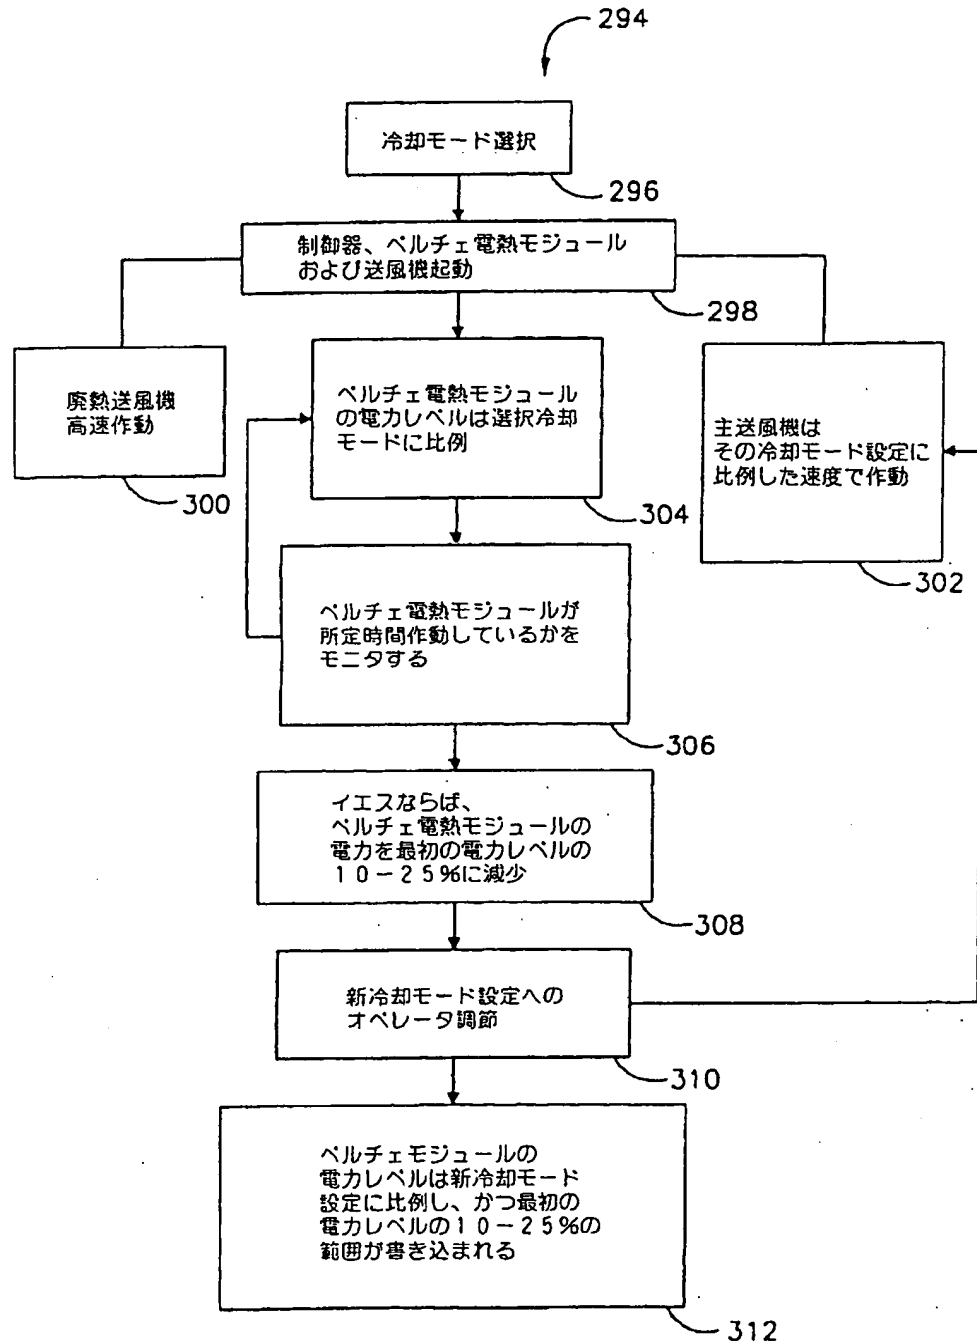 294
冷却モード選択
296
制御器、ペルチェ電熱モジュール
および送風機起動
298
廃熱送風機
高速作動
300
ペルチェ電熱モジュール
の電力レベルは選択冷却
モードに比例
304
主送風機は
その冷却モード設定に
比例した速度で作動
302
ペルチェ電熱モジュールが
所定時間作動しているかを
モニタする
306
イエスならば、
ペルチェ電熱モジュールの
電力を最初の電力レベルの
10-25%に減少
308
新冷却モード設定への
オペレータ調節
310
ペルチェモジュールの
電力レベルは新冷却モード
設定に比例し、かつ最初の
電力レベルの10-25%の
範囲が書き込まれる
312